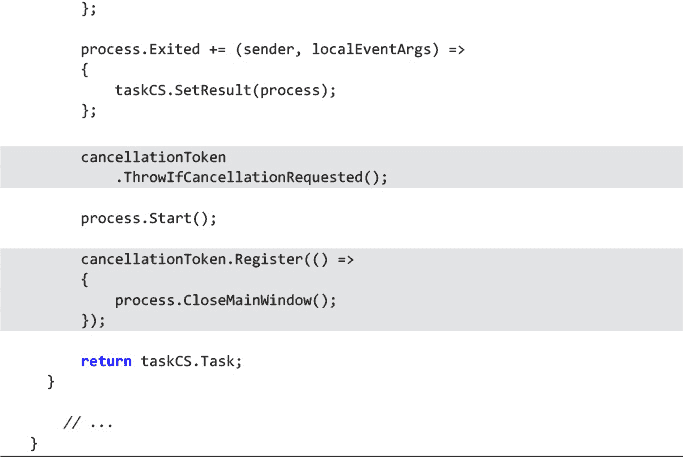 };
process.Exited += (sender, localEventArgs) =>
{
taskCS.SetResult(process);
};
cancellationToken
.ThrowIfCancellationRequested();
process.Start();
cancellationToken.Register(() =>
{
process.CloseMainWindow();
});
return taskCS.Task;
}
// ...
}